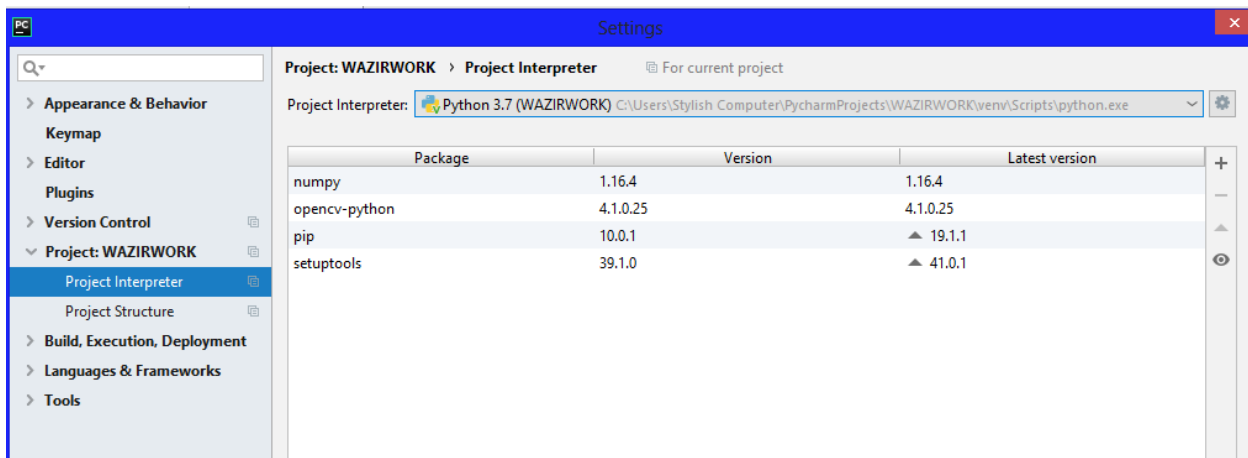 PC Settings ×
Project: WAZIRWORK › Project Interpreter For current project
Appearance & Behavior
Keymap
Editor
Plugins
Version Control
Project: WAZIRWORK
Project Interpreter
Project Structure
Build, Execution, Deployment
Languages & Frameworks
Tools
Project Interpreter: Python 3.7 (WAZIRWORK) C:\Users\Stylish Computer\PycharmProjects\WAZIRWORK\venv\Scripts\python.exe
Package Version Latest version
numpy 1.16.4 1.16.4
opencv-python 4.1.0.25 4.1.0.25
pip 10.0.1 19.1.1
setuptools 39.1.0 41.0.1